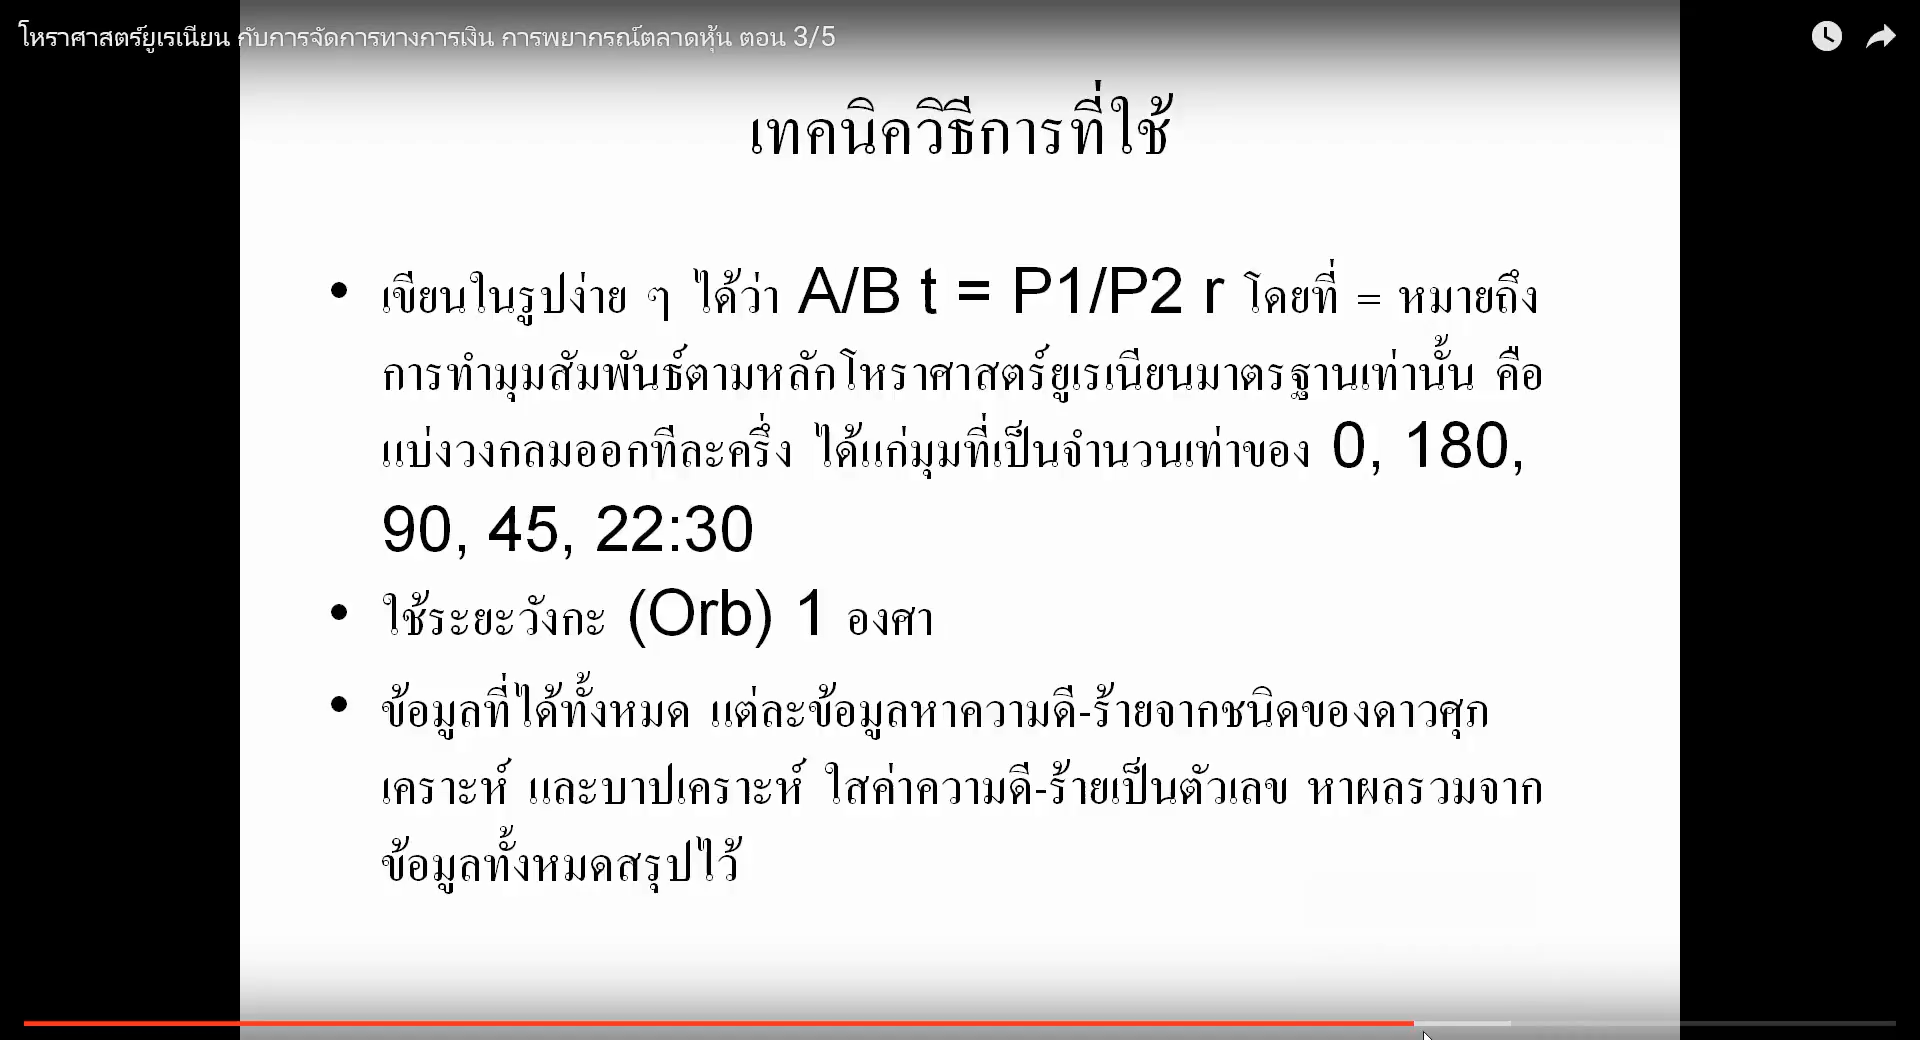 โหราศาสตร์ยูเรเนียน กับการจัดการทางการเงิน การพยากรณ์ตลาดหุ้น ตอน 3/5
เทคนิควิธีการที่ใช้
• เขียนในรูปง่าย ๆ ได้ว่า A/B t = P1/P2 r โดยที่ = หมายถึง
การทำมุมสัมพันธ์ตามหลักโหราศาสตร์ยูเรเนียนมาตรฐานเท่านั้น คือ
แบ่งวงกลมออกทีละครึ่ง ได้แก่มุมที่เป็นจำนวนเท่าของ 0, 180,
90, 45, 22:30
• ใช้ระยะวังกะ (Orb) 1 องศา
• ข้อมูลที่ได้ทั้งหมด แต่ละข้อมูลหาความดี-ร้ายจากชนิดของดาวศุภ
เคราะห์ และบาปเคราะห์ ใสค่าความดี-ร้ายเป็นตัวเลข หาผลรวมจาก
ข้อมูลทั้งหมดสรุปไว้